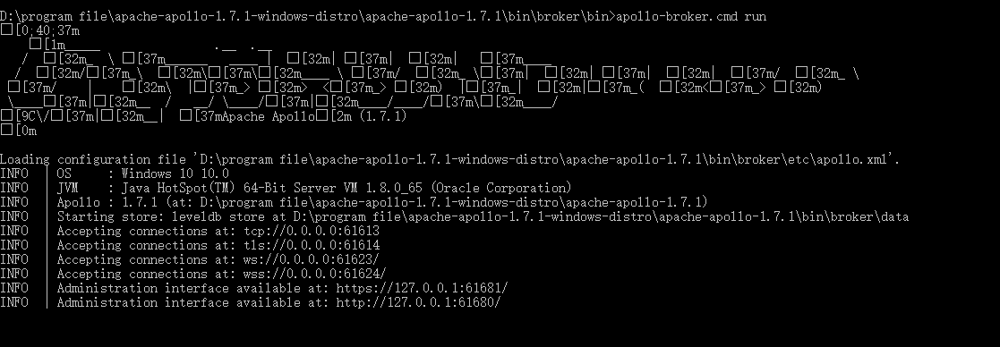 D:\program file\apache-apollo-1.7.1-windows-distro\apache-apollo-1.7.1\bin\broker\bin>apollo-broker.cmd run
□[0;40;37m
    □[1m_____                .__  .__
   /  □[32m_  \ □[37m______   ____ |  □[32m| □[37m|  □[32m|   □[37m____
  /  □[32m/□[37m_\  \□[32m\□[37m\□[32m____ \ □[37m/  □[32m_ \□[37m|  □[32m| □[37m|  □[32m|  □[37m/  □[32m_ \
 □[37m/    |    □[32m\  |□[37m_> □[32m>  <□[37m_> □[32m)  |□[37m_|  □[32m|□[37m_(  □[32m<□[37m_> □[32m)
 \____□[37m|□[32m__  /   __/ \____/□[37m|□[32m____/____/□[37m\□[32m____/
□[9C\/□[37m|□[32m__|  □[37mApache Apollo□[2m (1.7.1)
□[0m
Loading configuration file 'D:\program file\apache-apollo-1.7.1-windows-distro\apache-apollo-1.7.1\bin\broker\etc\apollo.xml'.
INFO  | OS     : Windows 10 10.0
INFO  | JVM    : Java HotSpot(TM) 64-Bit Server VM 1.8.0_65 (Oracle Corporation)
INFO  | Apollo : 1.7.1 (at: D:\program file\apache-apollo-1.7.1-windows-distro\apache-apollo-1.7.1)
INFO  | Starting store: leveldb store at D:\program file\apache-apollo-1.7.1-windows-distro\apache-apollo-1.7.1\bin\broker\data
INFO  | Accepting connections at: tcp://0.0.0.0:61613
INFO  | Accepting connections at: tls://0.0.0.0:61614
INFO  | Accepting connections at: ws://0.0.0.0:61623/
INFO  | Accepting connections at: wss://0.0.0.0:61624/
INFO  | Administration interface available at: https://127.0.0.1:61681/
INFO  | Administration interface available at: http://127.0.0.1:61680/